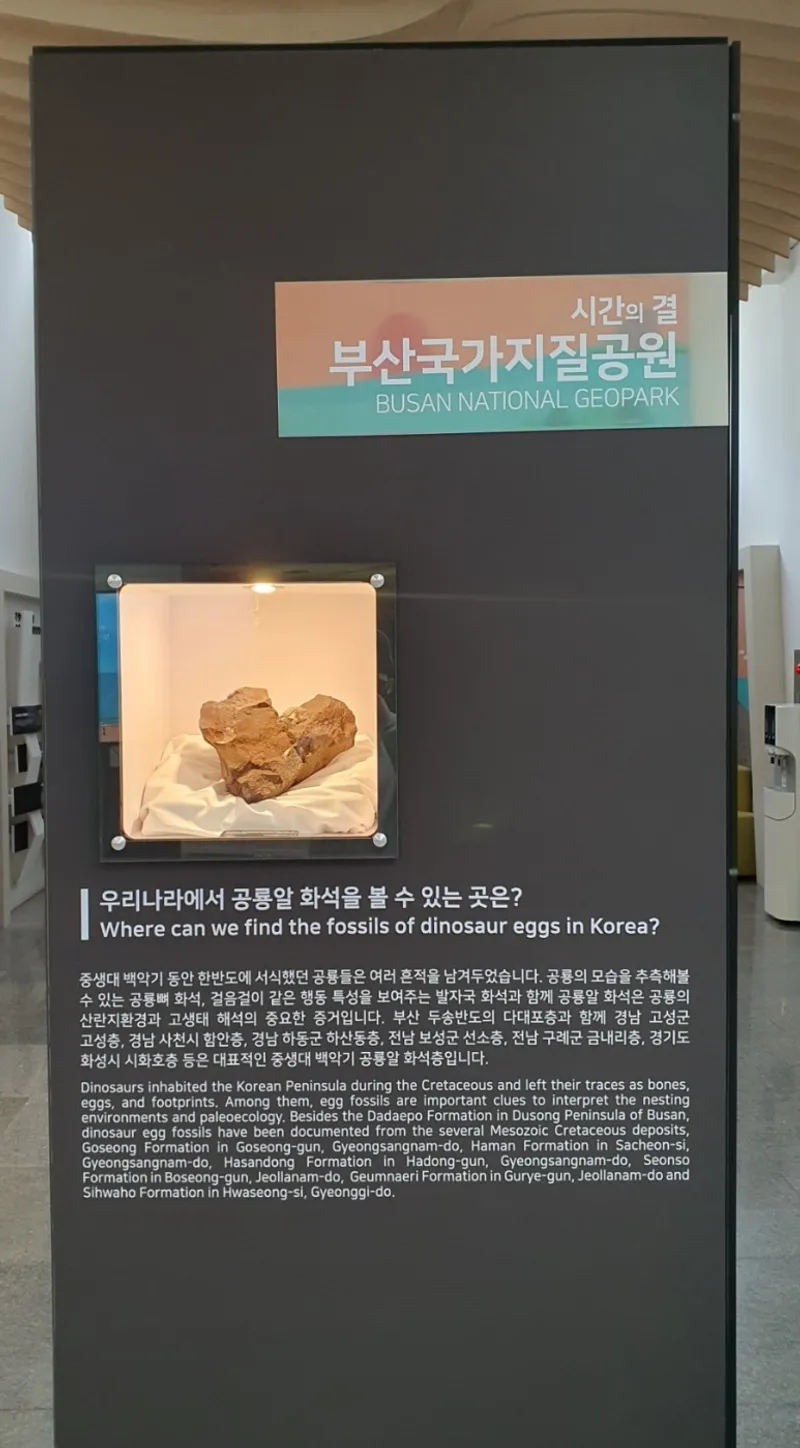 시간의 결
부산국가지질공원
BUSAN NATIONAL GEOPARK
우리나라에서 공룡알 화석을 볼 수 있는 곳은?
Where can we find the fossils of dinosaur eggs in Korea?
중생대 백악기 동안 한반도에 서식했던 공룡들은 여러 흔적을 남겨두었습니다. 공룡의 모습을 추측해볼
수 있는 공룡뼈 화석, 걸음걸이 같은 행동 특성을 보여주는 발자국 화석과 함께 공룡알 화석은 공룡의
산란지환경과 고생태 해석의 중요한 증거입니다. 부산 두송반도의 다대포층과 함께 경남 고성군
고성층, 경남 사천시 함안층, 경남 하동군 하산동층, 전남 보성군 선소층, 전남 구례군 금내리층, 경기도
화성시 시화호층 등은 대표적인 중생대 백악기 공룡알 화석층입니다.
Dinosaurs inhabited the Korean Peninsula during the Cretaceous and left their traces as bones,
eggs, and footprints. Among them, egg fossils are important clues to interpret the nesting
environments and paleoecology. Besides the Dadaepo Formation in Dusong Peninsula of Busan,
dinosaur egg fossils have been documented from the several Mesozoic Cretaceous deposits,
Goseong Formation in Goseong-gun, Gyeongsangnam-do, Haman Formation in Sacheon-si,
Gyeongsangnam-do, Hasandong Formation in Hadong-gun, Gyeongsangnam-do, Seonso
Formation in Boseong-gun, Jeollanam-do, Geumnaeri Formation in Gurye-gun, Jeollanam-do and
Sihwaho Formation in Hwaseong-si, Gyeonggi-do.